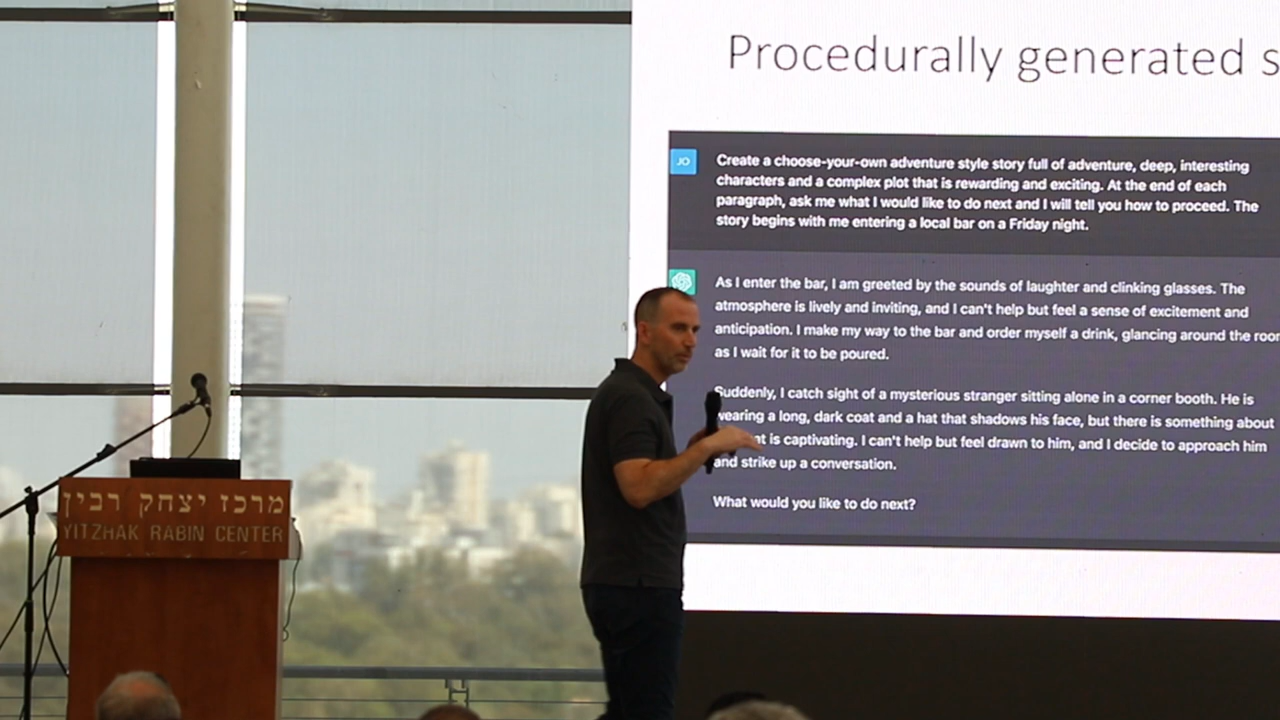 Procedurally generated
JO
Create a choose-your-own adventure style story full of adventure, deep, interesting
characters and a complex plot that is rewarding and exciting. At the end of each
paragraph, ask me what I would like to do next and I will tell you how to proceed. The
story begins with me entering a local bar on a Friday night.
As I enter the bar, I am greeted by the sounds of laughter and clinking glasses. The
atmosphere is lively and inviting, and I can't help but feel a sense of excitement and
anticipation. I make my way to the bar and order myself a drink, glancing around the
as I wait for it to be poured.
Suddenly, I catch sight of a mysterious stranger sitting alone in a corner booth. He is
wearing a long, dark coat and a hat that shadows his face, but there is something about
is captivating. I can't help but feel drawn to him, and I decide to approach him
and strike up a conversation.
What would you like to do next?
מרכז יצחק רבין
YITZHAK RABIN CENTER